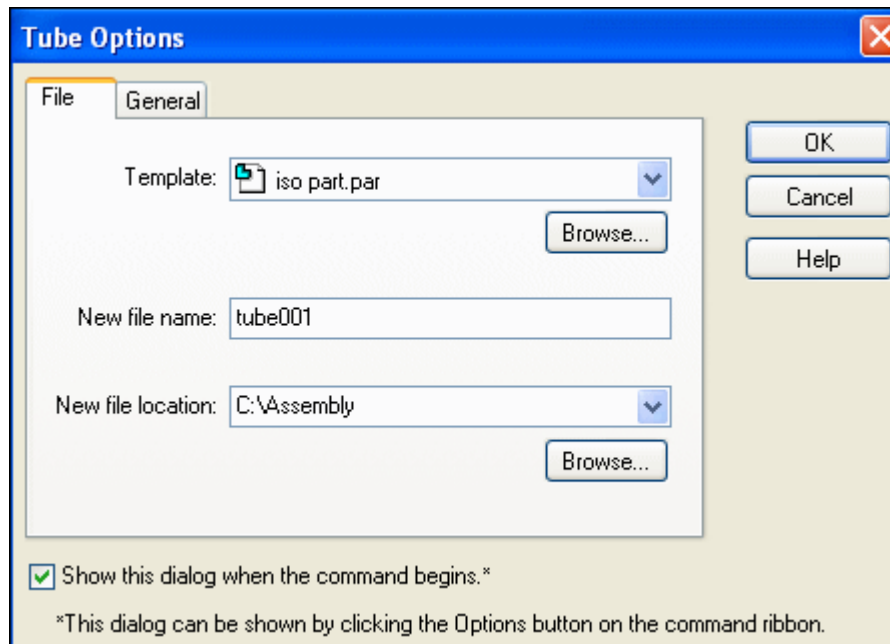 Tube Options
File General
Template: iso part.par
Browse...
New file name: tube001
New file location: C:\Assembly
Browse...
OK
Cancel
Help
Show this dialog when the command begins.*
*This dialog can be shown by clicking the Options button on the command ribbon.